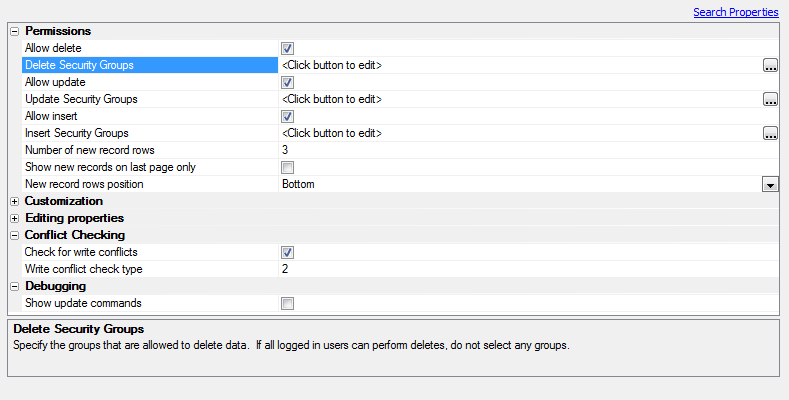 Search Properties
Permissions
Allow delete
Delete Security Groups <Click button to edit> ...
Allow update
Update Security Groups <Click button to edit> ...
Allow insert
Insert Security Groups <Click button to edit> ...
Number of new record rows 3
Show new records on last page only
New record rows position Bottom
Customization
Editing properties
Conflict Checking
Check for write conflicts
Write conflict check type 2
Debugging
Show update commands
Delete Security Groups
Specify the groups that are allowed to delete data. If all logged in users can perform deletes, do not select any groups.